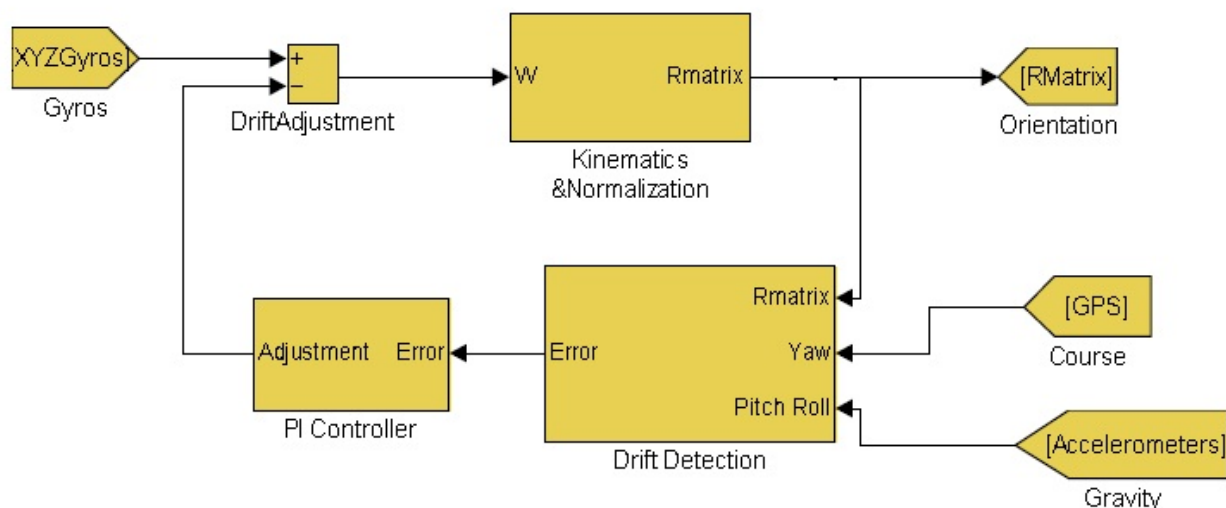 [XYZGyros]
Gyros
+
−
DriftAdjustment
W
Rmatrix
Kinematics
&Normalization
[RMatrix]
Orientation
Adjustment
Error
PI Controller
Error
Rmatrix
Yaw
Pitch Roll
Drift Detection
[GPS]
Course
[Accelerometers]
Gravity